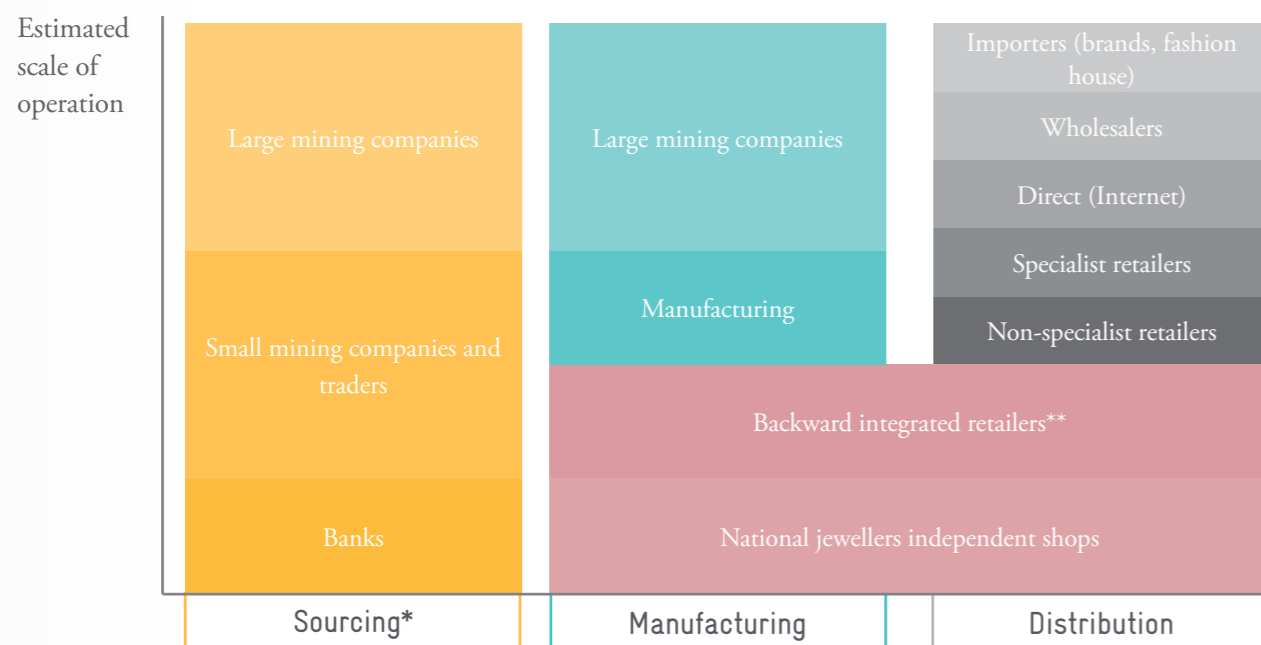 Estimated
scale of
operation
Large mining companies
Small mining companies and
traders
Banks
Large mining companies
Manufacturing
Importers (brands, fashion
house)
Wholesalers
Direct (Internet)
Specialist retailers
Non-specialist retailers
Backward integrated retailers**
National jewellers independent shops
Sourcing*
Manufacturing
Distribution